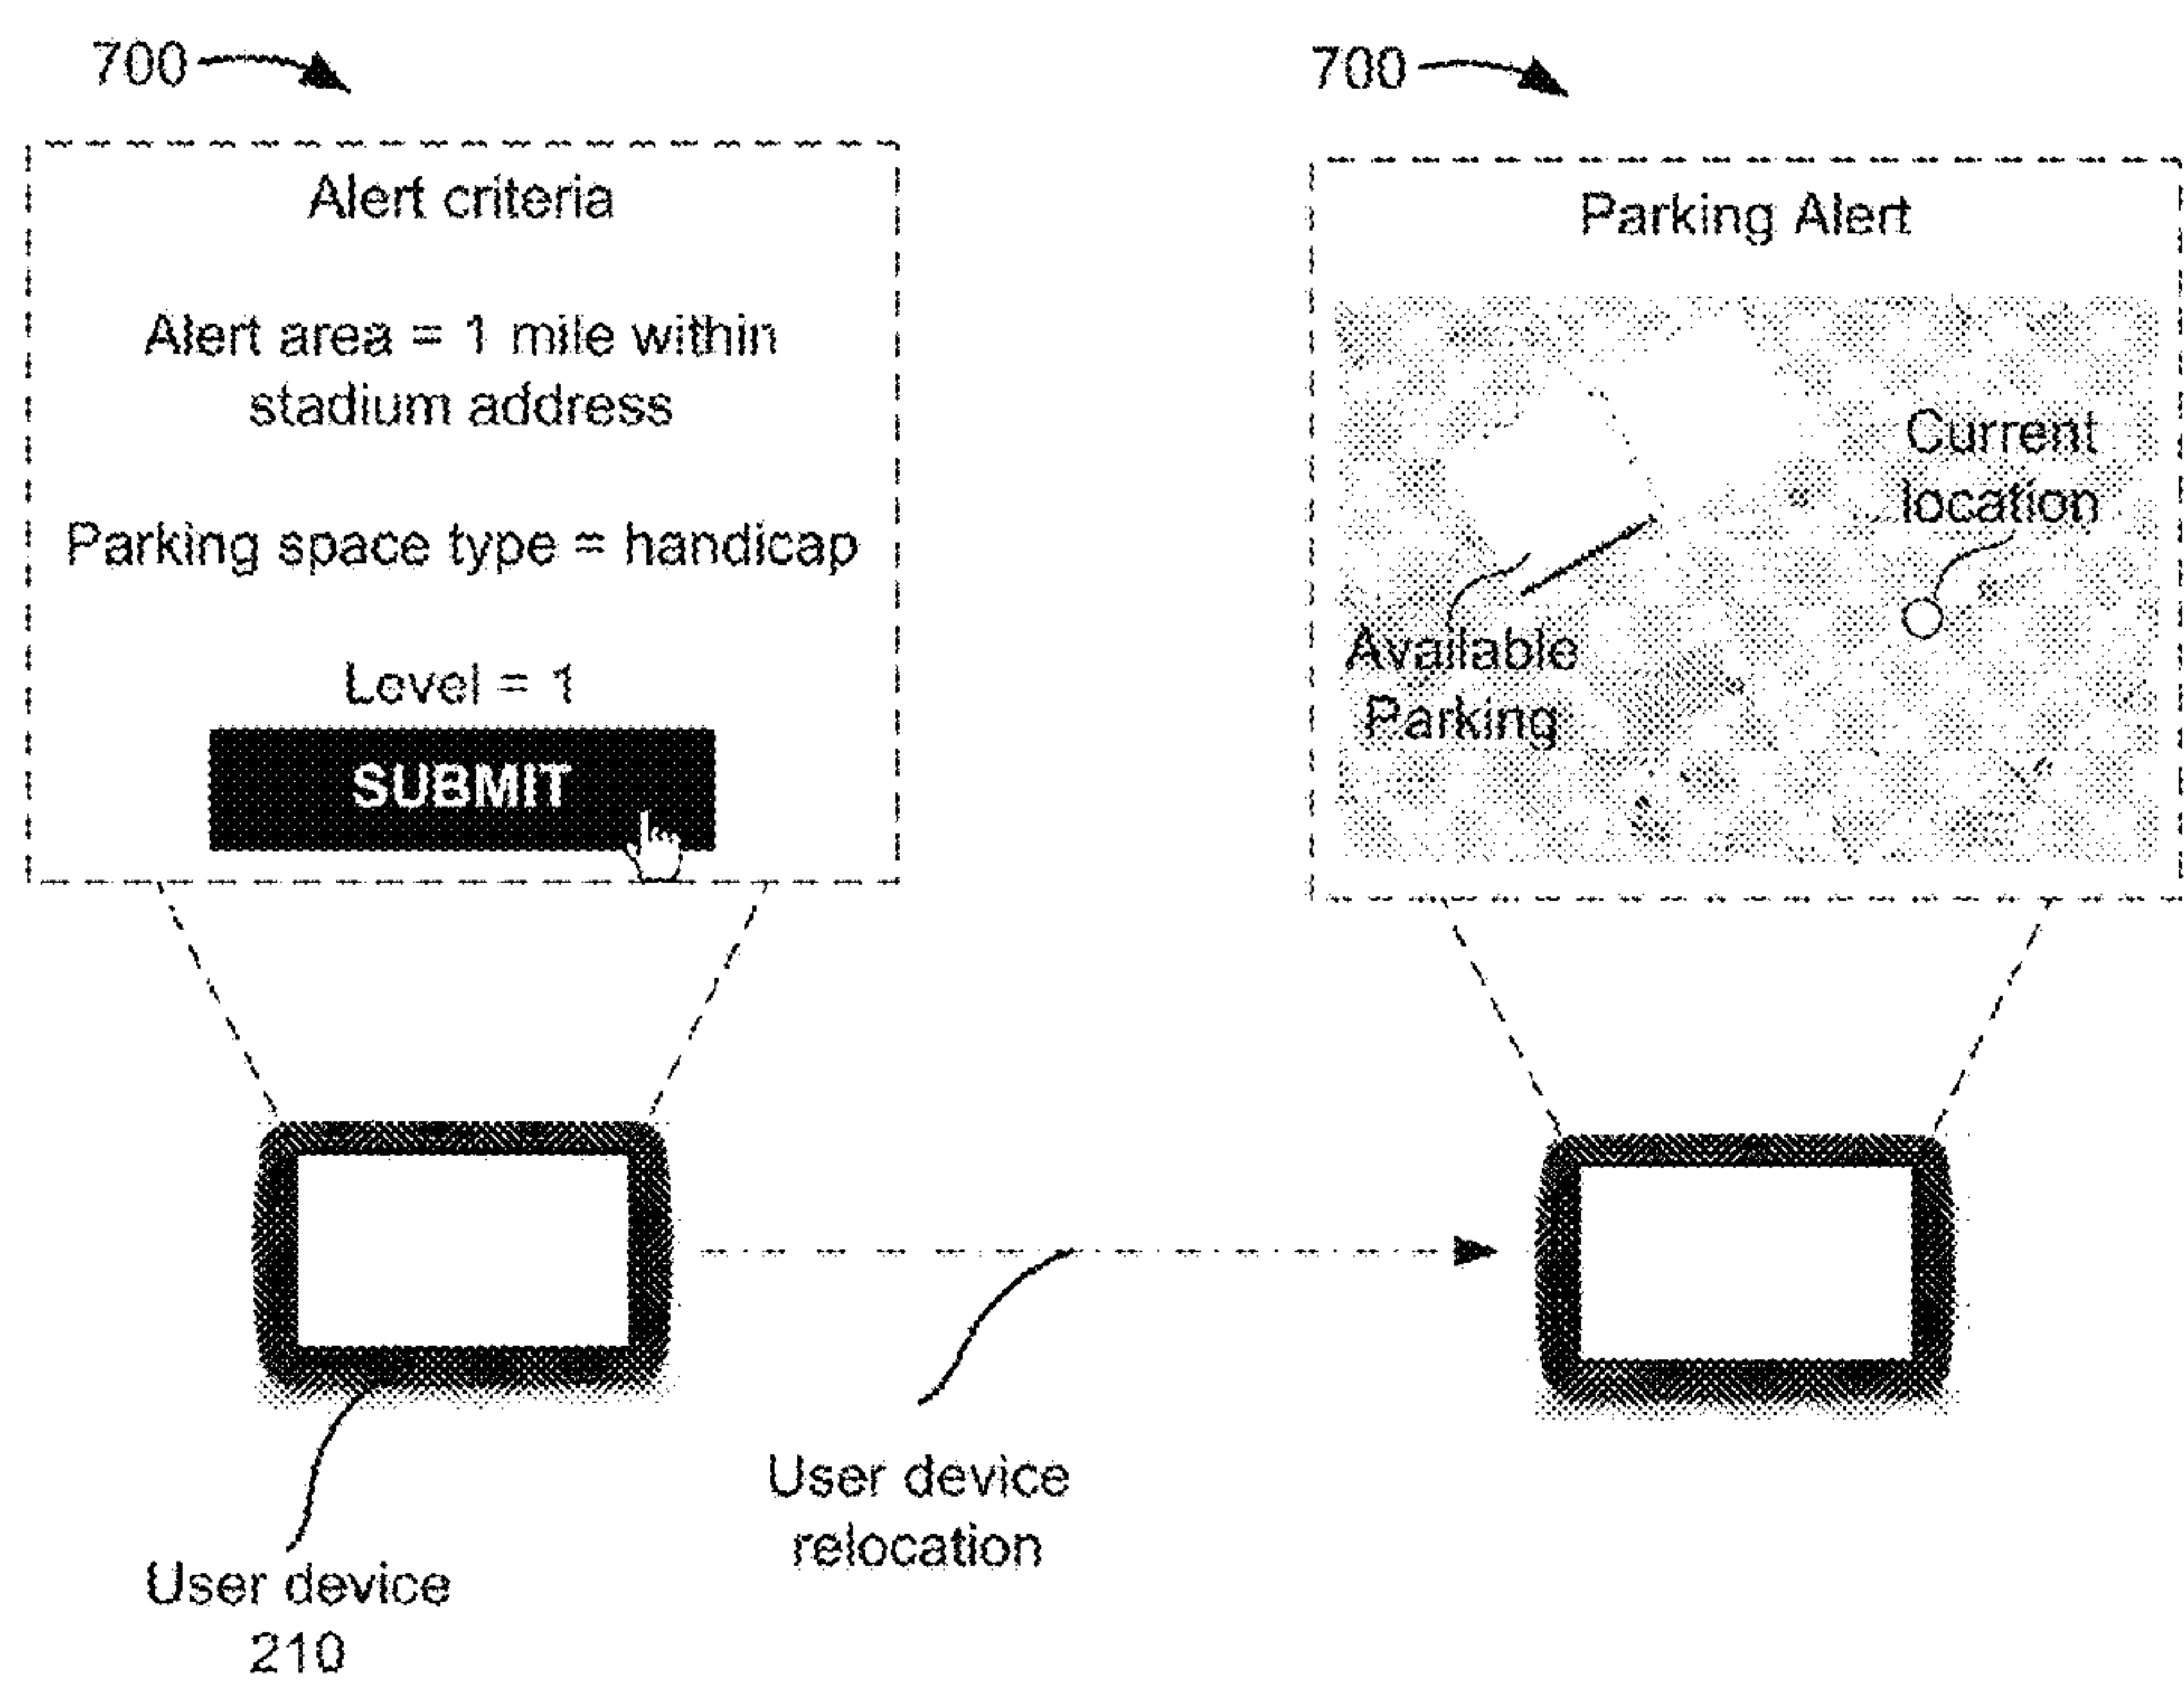 700
Alert criteria
Alert area = 1 mile within
stadium address
Parking space type = handicap
Level = 1
SUBMIT
User device
210
User device
relocation
700
Parking Alert
Current
location
Available
Parking